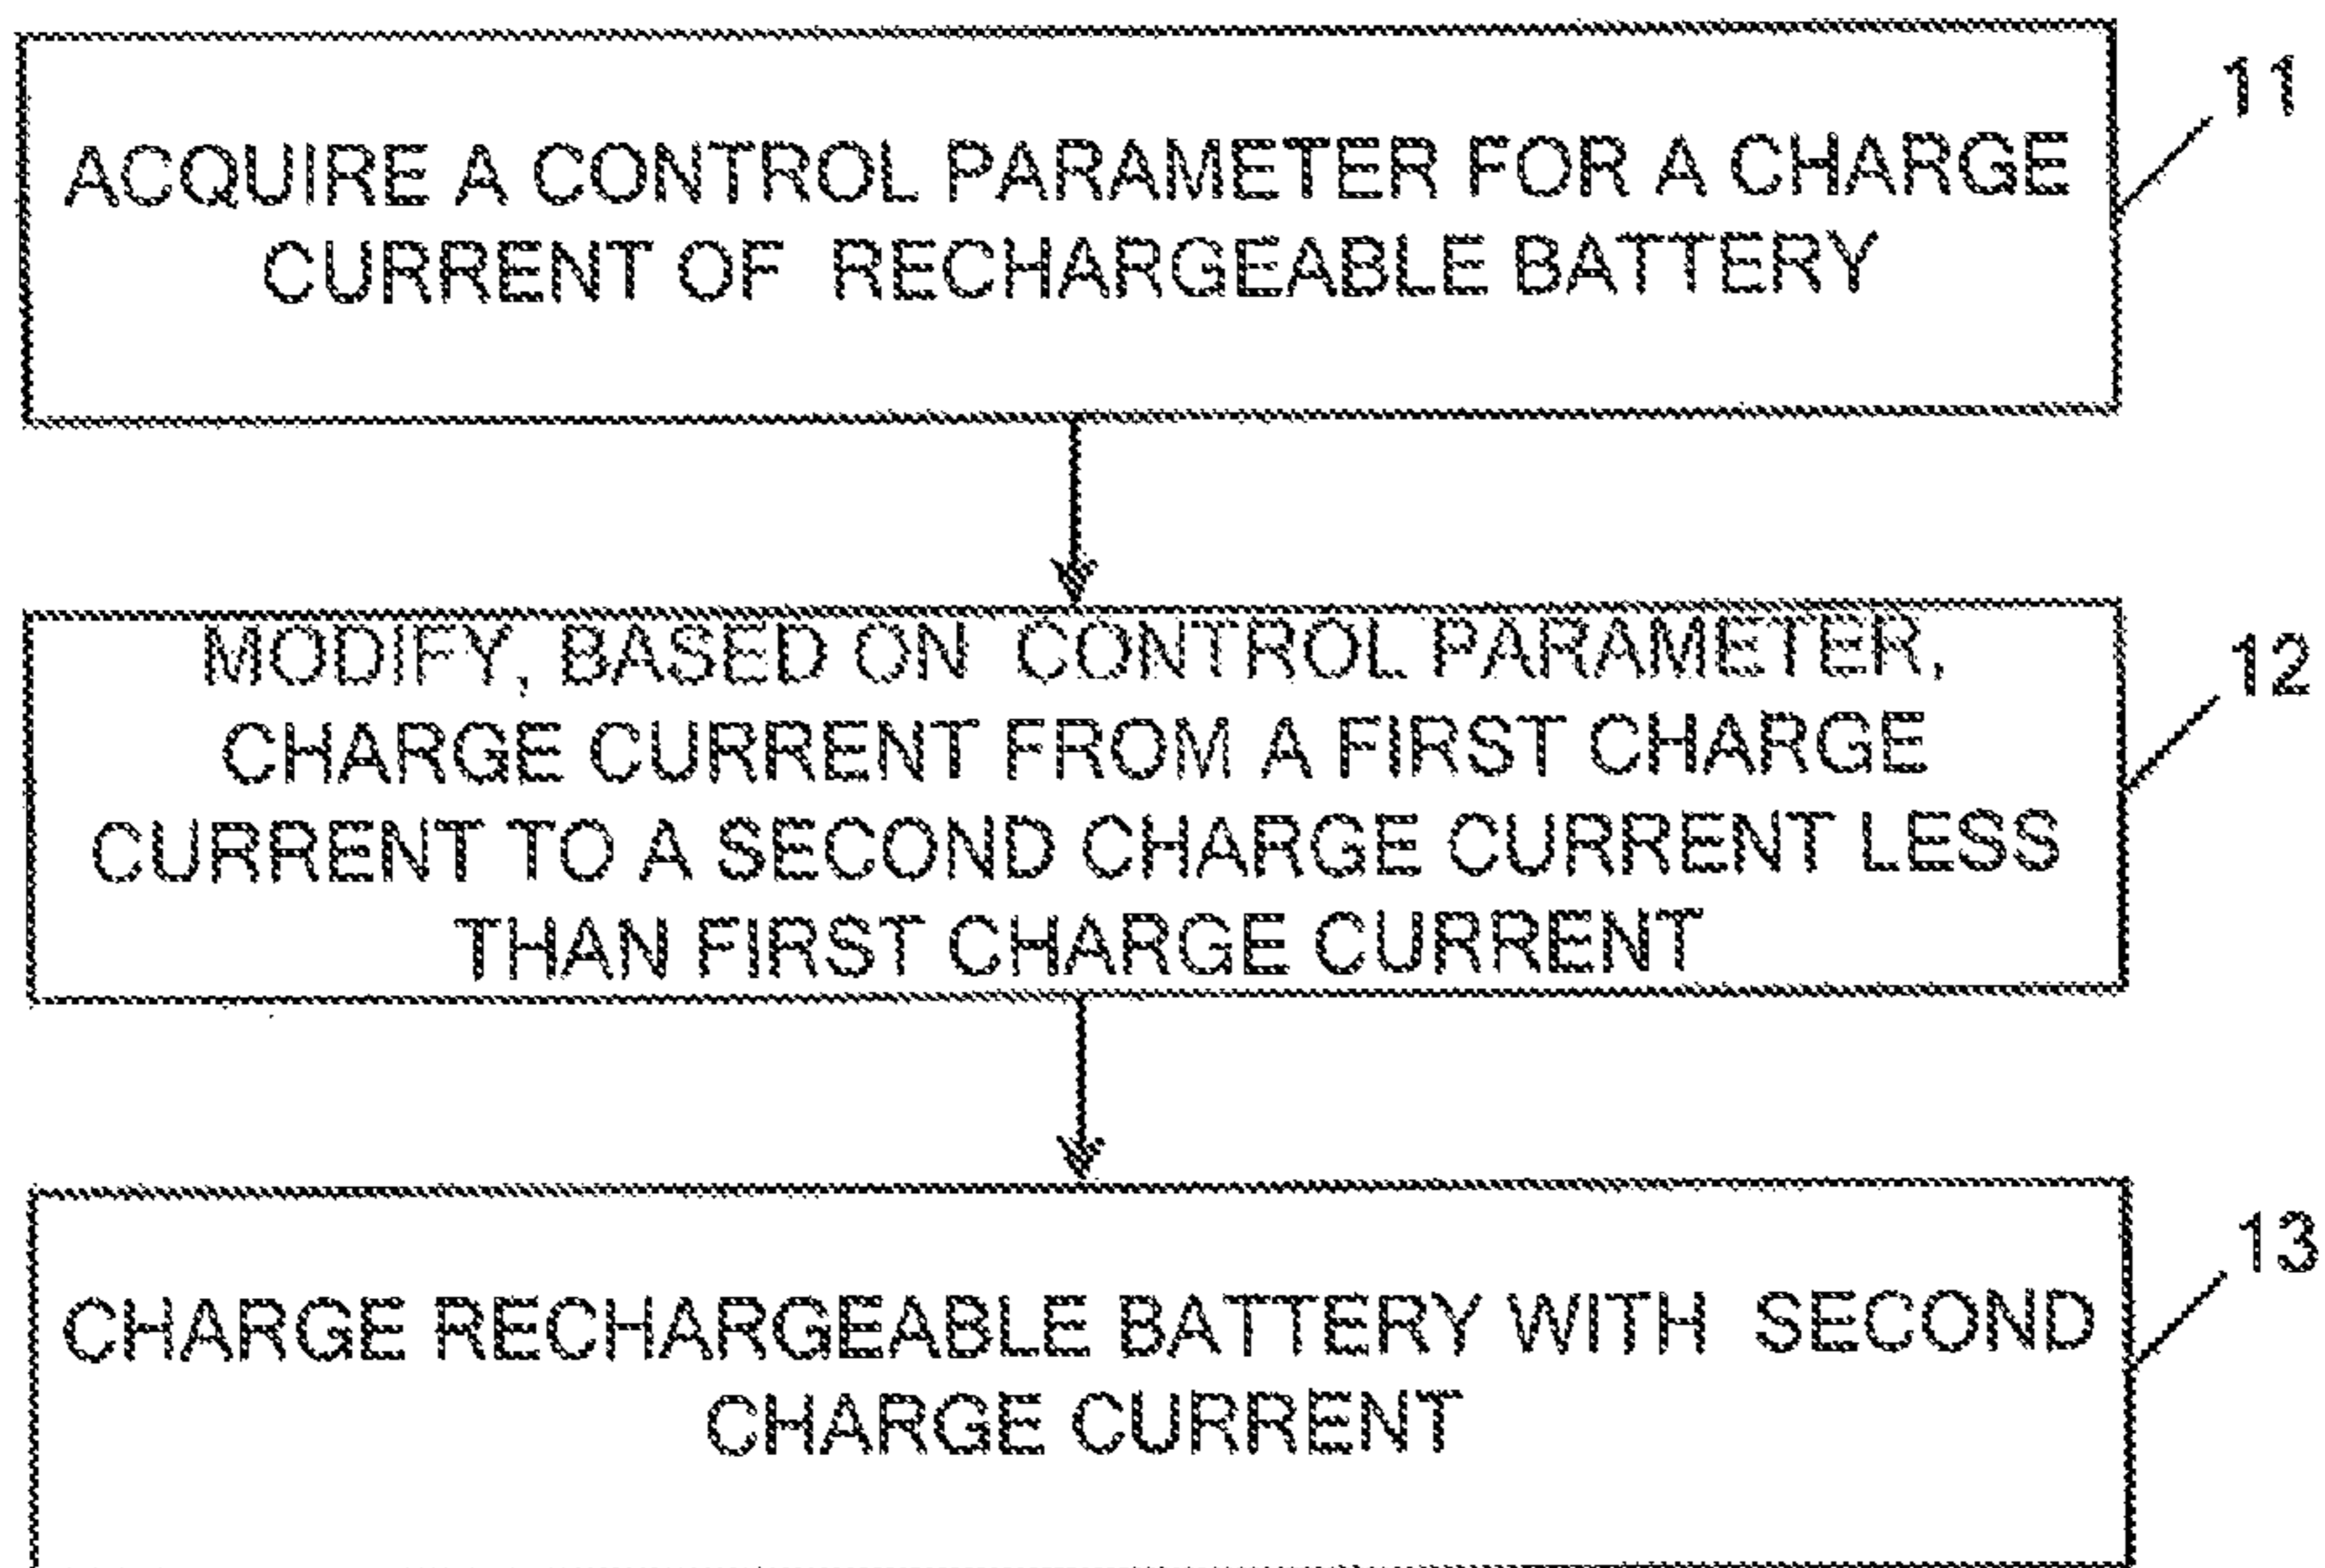 ACQUIRE A CONTROL PARAMETER FOR A CHARGE
CURRENT OF RECHARGEABLE BATTERY
11
MODIFY, BASED ON CONTROL PARAMETER,
CHARGE CURRENT FROM A FIRST CHARGE
CURRENT TO A SECOND CHARGE CURRENT LESS
THAN FIRST CHARGE CURRENT
12
CHARGE RECHARGEABLE BATTERY WITH SECOND
CHARGE CURRENT
13